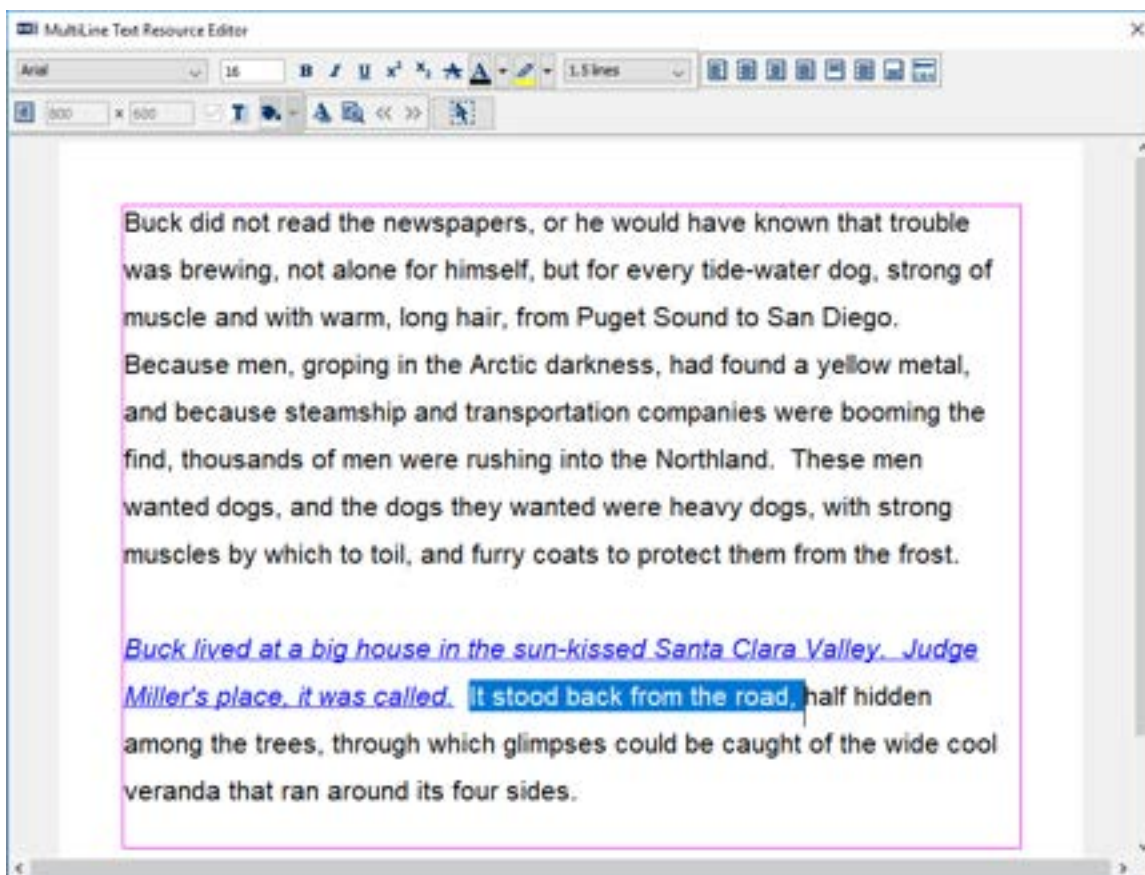 MultiLine Text Resource Editor
Arial 16 B I U x² x₂ A A 1.5 lines
800 x 600 T A << >>
Buck did not read the newspapers, or he would have known that trouble
was brewing, not alone for himself, but for every tide-water dog, strong of
muscle and with warm, long hair, from Puget Sound to San Diego.
Because men, groping in the Arctic darkness, had found a yellow metal,
and because steamship and transportation companies were booming the
find, thousands of men were rushing into the Northland.  These men
wanted dogs, and the dogs they wanted were heavy dogs, with strong
muscles by which to toil, and furry coats to protect them from the frost.
Buck lived at a big house in the sun-kissed Santa Clara Valley.  Judge
Miller's place, it was called.  It stood back from the road, half hidden
among the trees, through which glimpses could be caught of the wide cool
veranda that ran around its four sides.